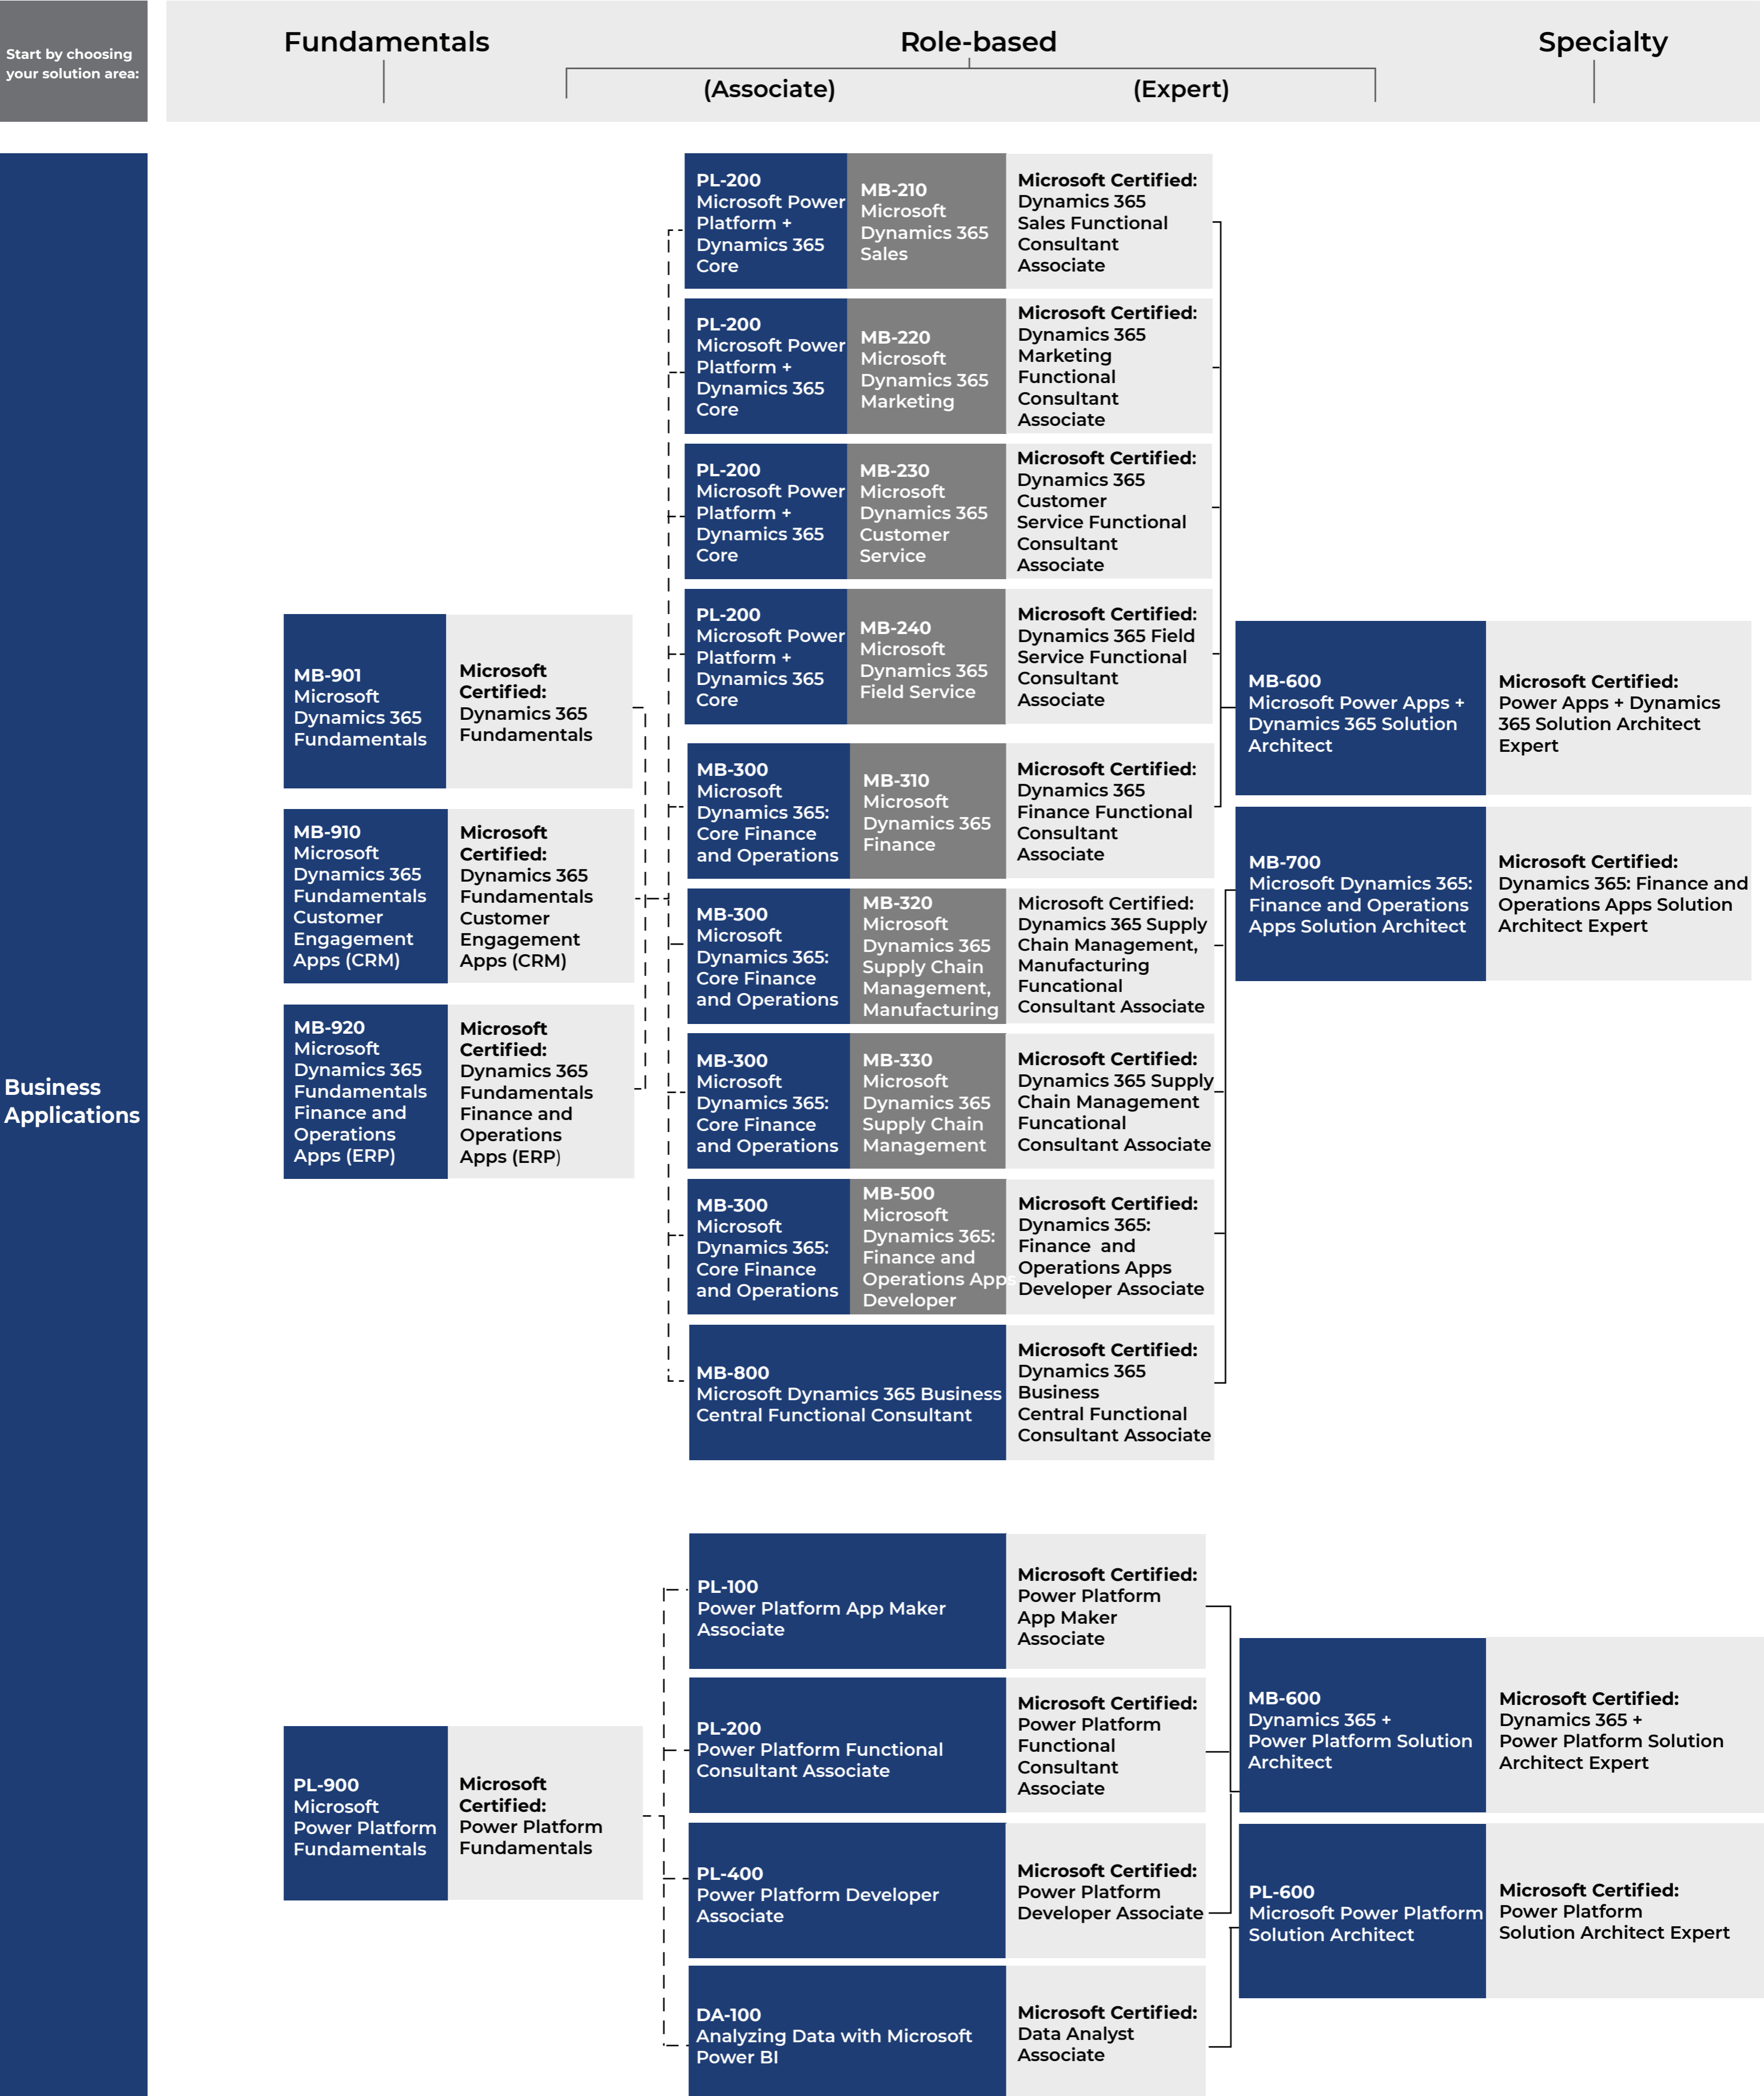 Start by choosing
your solution area:
Fundamentals
Role-based
(Associate)
(Expert)
Specialty
Business
Applications
MB-901
Microsoft
Dynamics 365
Fundamentals
Microsoft
Certified:
Dynamics 365
Fundamentals
MB-910
Microsoft
Dynamics 365
Fundamentals
Customer
Engagement
Apps (CRM)
Microsoft
Certified:
Dynamics 365
Fundamentals
Customer
Engagement
Apps (CRM)
MB-920
Microsoft
Dynamics 365
Fundamentals
Finance and
Operations
Apps (ERP)
Microsoft
Certified:
Dynamics 365
Fundamentals
Finance and
Operations
Apps (ERP)
PL-200
Microsoft Power
Platform +
Dynamics 365
Core
MB-210
Microsoft
Dynamics 365
Sales
Microsoft Certified:
Dynamics 365
Sales Functional
Consultant
Associate
PL-200
Microsoft Power
Platform +
Dynamics 365
Core
MB-220
Microsoft
Dynamics 365
Marketing
Microsoft Certified:
Dynamics 365
Marketing
Functional
Consultant
Associate
PL-200
Microsoft Power
Platform +
Dynamics 365
Core
MB-230
Microsoft
Dynamics 365
Customer
Service
Microsoft Certified:
Dynamics 365
Customer
Service Functional
Consultant
Associate
PL-200
Microsoft Power
Platform +
Dynamics 365
Core
MB-240
Microsoft
Dynamics 365
Field Service
Microsoft Certified:
Dynamics 365 Field
Service Functional
Consultant
Associate
MB-300
Microsoft
Dynamics 365:
Core Finance
and Operations
MB-310
Microsoft
Dynamics 365
Finance
Microsoft Certified:
Dynamics 365
Finance Functional
Consultant
Associate
MB-300
Microsoft
Dynamics 365:
Core Finance
and Operations
MB-320
Microsoft
Dynamics 365
Supply Chain
Management,
Manufacturing
Microsoft Certified:
Dynamics 365 Supply
Chain Management,
Manufacturing
Funcational
Consultant Associate
MB-300
Microsoft
Dynamics 365:
Core Finance
and Operations
MB-330
Microsoft
Dynamics 365
Supply Chain
Management
Microsoft Certified:
Dynamics 365 Supply
Chain Management
Funcational
Consultant Associate
MB-300
Microsoft
Dynamics 365:
Core Finance
and Operations
MB-500
Microsoft
Dynamics 365:
Finance and
Operations Apps
Developer
Microsoft Certified:
Dynamics 365:
Finance and
Operations Apps
Developer Associate
MB-800
Microsoft Dynamics 365 Business
Central Functional Consultant
Microsoft Certified:
Dynamics 365
Business
Central Functional
Consultant Associate
MB-600
Microsoft Power Apps +
Dynamics 365 Solution
Architect
Microsoft Certified:
Power Apps + Dynamics
365 Solution Architect
Expert
MB-700
Microsoft Dynamics 365:
Finance and Operations
Apps Solution Architect
Microsoft Certified:
Dynamics 365: Finance and
Operations Apps Solution
Architect Expert
PL-900
Microsoft
Power Platform
Fundamentals
Microsoft
Certified:
Power Platform
Fundamentals
PL-100
Power Platform App Maker
Associate
Microsoft Certified:
Power Platform
App Maker
Associate
PL-200
Power Platform Functional
Consultant Associate
Microsoft Certified:
Power Platform
Functional
Consultant
Associate
PL-400
Power Platform Developer
Associate
Microsoft Certified:
Power Platform
Developer Associate
DA-100
Analyzing Data with Microsoft
Power BI
Microsoft Certified:
Data Analyst
Associate
MB-600
Dynamics 365 +
Power Platform Solution
Architect
Microsoft Certified:
Dynamics 365 +
Power Platform Solution
Architect Expert
PL-600
Microsoft Power Platform
Solution Architect
Microsoft Certified:
Power Platform
Solution Architect Expert